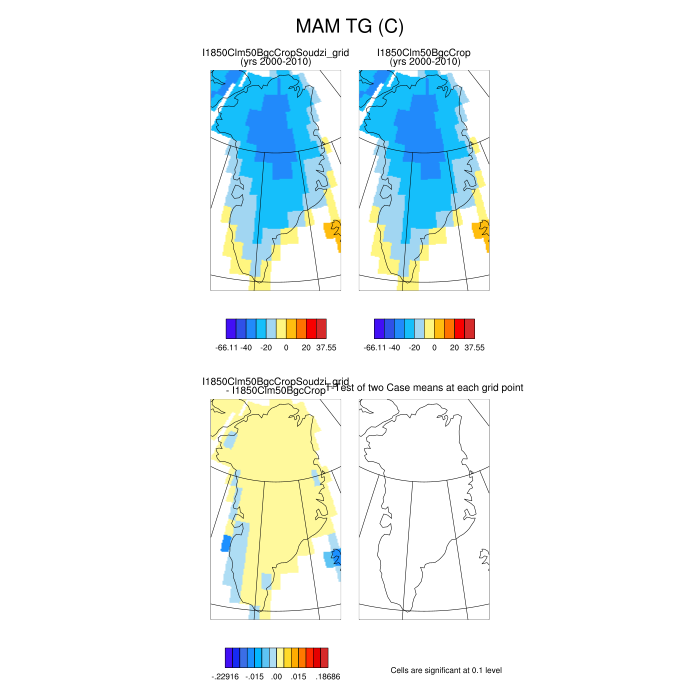 MAM TG (C)
I1850Clm50BgcCropSoudzi_grid
(yrs 2000-2010)
I1850Clm50BgcCrop
(yrs 2000-2010)
-66.11 -40 -20 0 20 37.55
-66.11 -40 -20 0 20 37.55
I1850Clm50BgcCropSoudzi_grid
- I1850Clm50BgcCrop
T-Test of two Case means at each grid point
-.22916 -.015 .00 .015 .18686
Cells are significant at 0.1 level